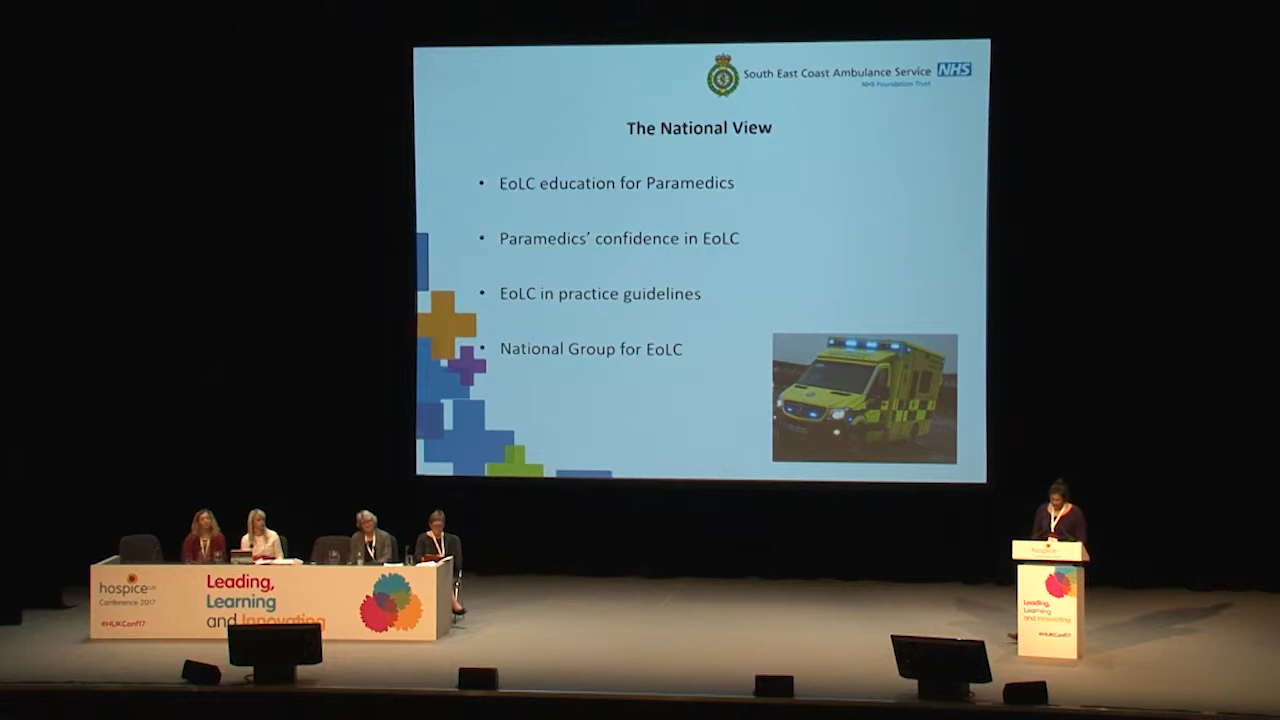 South East Coast Ambulance Service NHS
NHS Foundation Trust
The National View
• EoLC education for Paramedics
• Paramedics' confidence in EoLC
• EoLC in practice guidelines
• National Group for EoLC
hospice UK
Conference 2017
#HUKConf17
Leading,
Learning
and Innovating
hospice
Leading,
Learning
and Innovating
#HUKConf17